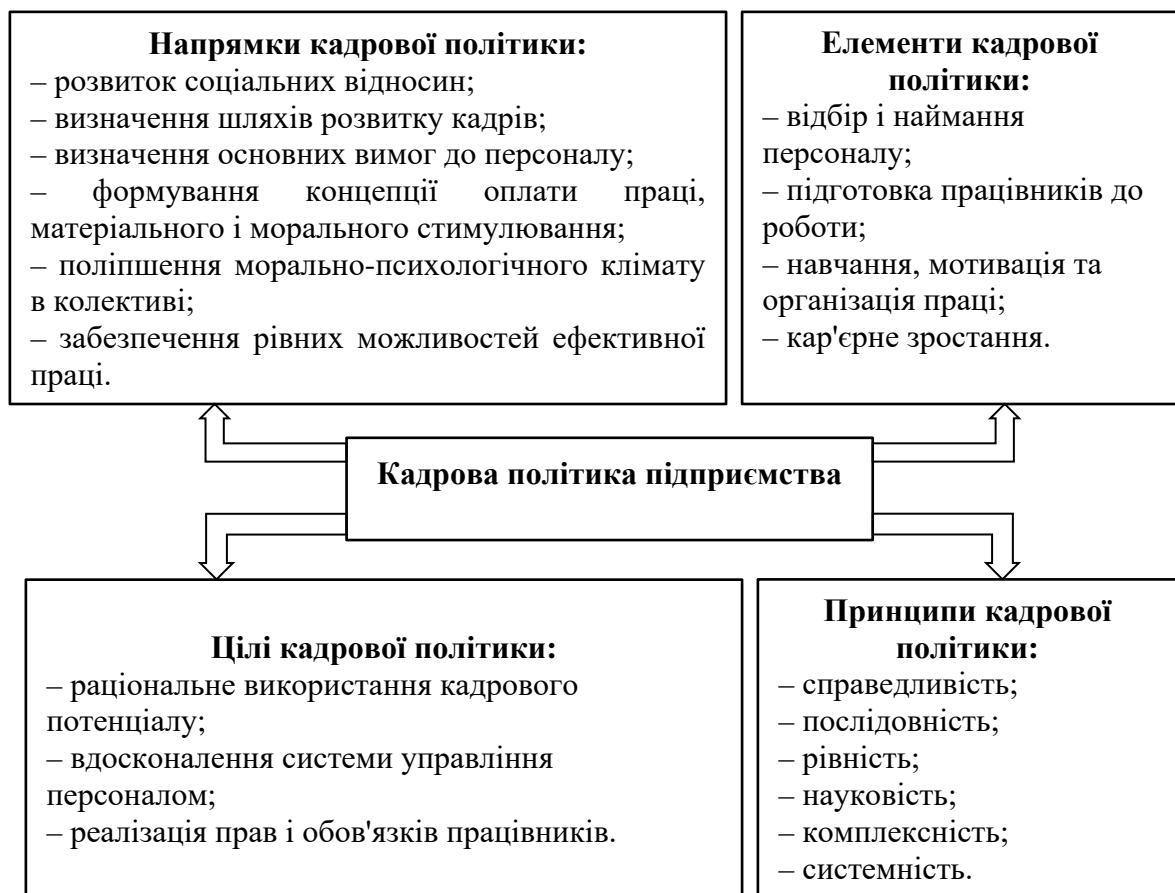 Напрямки кадрової політики:
– розвиток соціальних відносин;
– визначення шляхів розвитку кадрів;
– визначення основних вимог до персоналу;
– формування концепції оплати праці,
матеріального і морального стимулювання;
– поліпшення морально-психологічного клімату
в колективі;
– забезпечення рівних можливостей ефективної
праці.
Елементи кадрової
політики:
– відбір і наймання
персоналу;
– підготовка працівників до
роботи;
– навчання, мотивація та
організація праці;
– кар'єрне зростання.
Кадрова політика підприємства
Цілі кадрової політики:
– раціональне використання кадрового
потенціалу;
– вдосконалення системи управління
персоналом;
– реалізація прав і обов'язків працівників.
Принципи кадрової
політики:
– справедливість;
– послідовність;
– рівність;
– науковість;
– комплексність;
– системність.